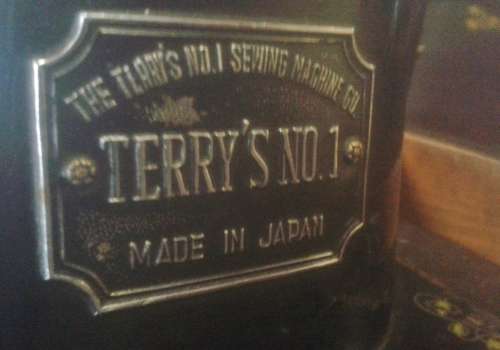 THE TERRY'S NO.1 SEWING MACHINE CO
TERRY'S NO.1
MADE IN JAPAN